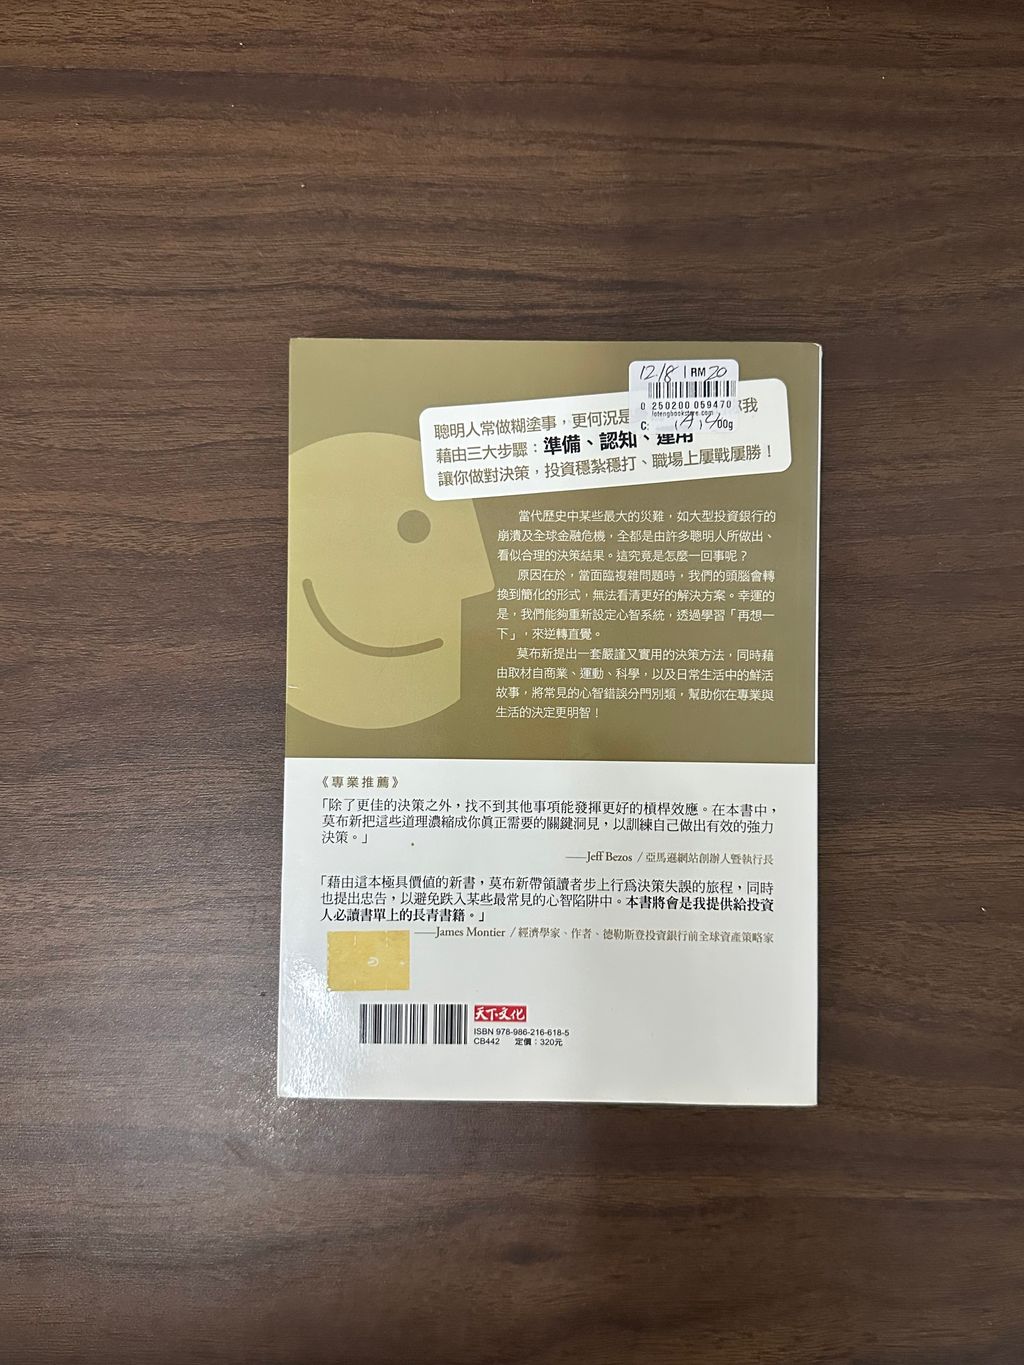 12/8 | RM 20
0 250200 059470
lotengbookstore.com
C: (A) 400g
聰明人常做糊塗事，更何況是 你我
藉由三大步驟：準備、認知、運用
讓你做對決策，投資穩紮穩打、職場上屢戰屢勝！
當代歷史中某些最大的災難，如大型投資銀行的
崩潰及全球金融危機，全都是由許多聰明人所做出、
看似合理的決策結果。這究竟是怎麼一回事呢？
原因在於，當面臨複雜問題時，我們的頭腦會轉
換到簡化的形式，無法看清更好的解決方案。幸運的
是，我們能夠重新設定心智系統，透過學習「再想一
下」，來逆轉直覺。
莫布新提出一套嚴謹又實用的決策方法，同時藉
由取材自商業、運動、科學，以及日常生活中的鮮活
故事，將常見的心智錯誤分門別類，幫助你在專業與
生活的決定更明智！
《專業推薦》
「除了更佳的決策之外，找不到其他事項能發揮更好的槓桿效應。在本書中，
莫布新把這些道理濃縮成你真正需要的關鍵洞見，以訓練自己做出有效的強力
決策。」
——Jeff Bezos / 亞馬遜網站創辦人暨執行長
「藉由這本極具價值的新書，莫布新帶領讀者步上行為決策失誤的旅程，同時
也提出忠告，以避免跌入某些最常見的心智陷阱中。本書將會是我提供給投資
人必讀書單上的長青書籍。」
——James Montier / 經濟學家、作者、德勒斯登投資銀行前全球資產策略家
天下文化
ISBN 978-986-216-618-5
CB442 定價：320元